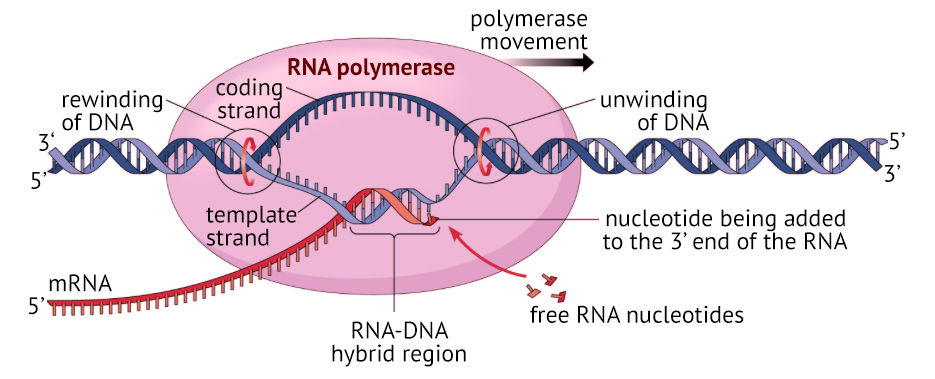 polymerase
movement
RNA polymerase
coding
strand
rewinding
of DNA
unwinding
of DNA
3‘
5’
5’
3’
template
strand
nucleotide being added
to the 3’ end of the RNA
mRNA
5’
free RNA nucleotides
RNA-DNA
hybrid region